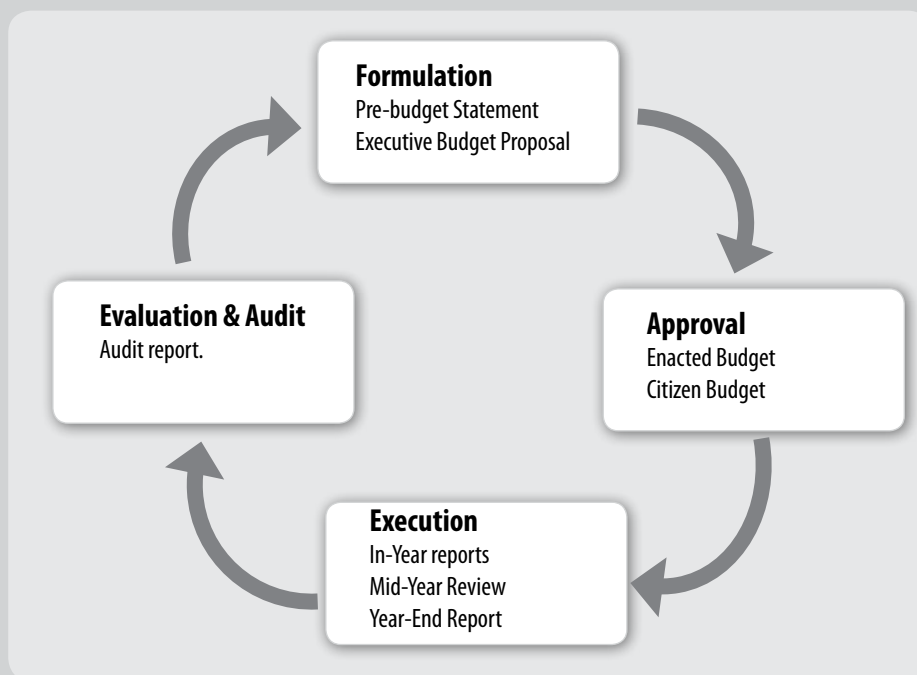 Formulation
Pre-budget Statement
Executive Budget Proposal
Approval
Enacted Budget
Citizen Budget
Execution
In-Year reports
Mid-Year Review
Year-End Report
Evaluation & Audit
Audit report.